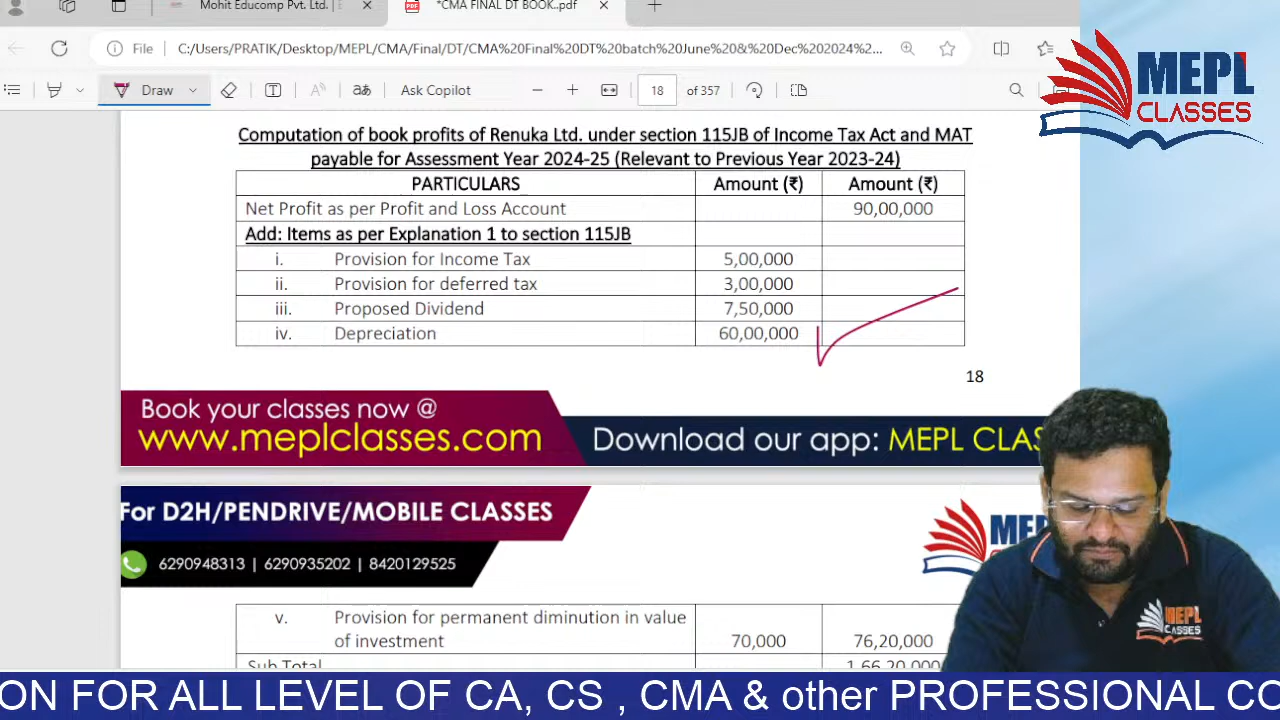 Mohit Educomp Pvt. Ltd. | E
*CMA FINAL DT BOOK..pdf
File
C:/Users/PRATIK/Desktop/MEPL/CMA/Final/DT/CMA%20Final%20DT%20batch%20June%20&%20Dec%202024%2...
Draw
Ask Copilot
18
of 357
MEPL
CLASSES
Computation of book profits of Renuka Ltd. under section 115JB of Income Tax Act and MAT
payable for Assessment Year 2024-25 (Relevant to Previous Year 2023-24)
PARTICULARS Amount (₹) Amount (₹)
Net Profit as per Profit and Loss Account 90,00,000
Add: Items as per Explanation 1 to section 115JB
i. Provision for Income Tax 5,00,000
ii. Provision for deferred tax 3,00,000
iii. Proposed Dividend 7,50,000
iv. Depreciation 60,00,000
18
Book your classes now @
www.meplclasses.com
Download our app: MEPL CLAS
For D2H/PENDRIVE/MOBILE CLASSES
6290948313 | 6290935202 | 8420129525
v. Provision for permanent diminution in value
of investment 70,000 76,20,000
Sub Total 1,66,20,000
MEPL
CLASSES
ON FOR ALL LEVEL OF CA, CS , CMA & other PROFESSIONAL CO